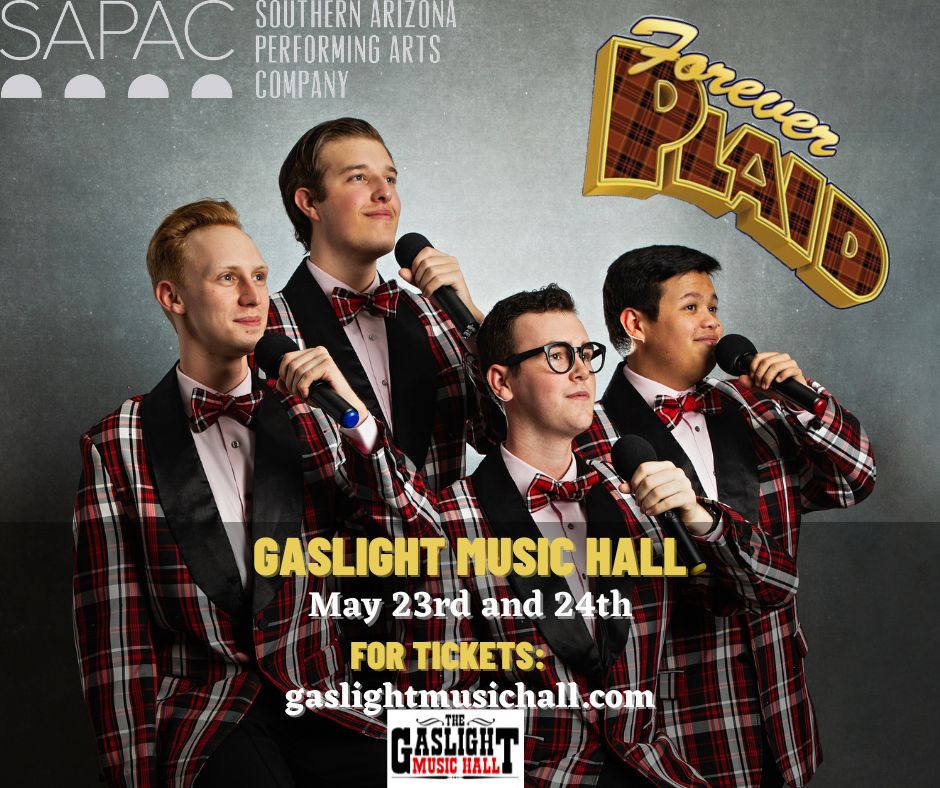 SAPAC
SOUTHERN ARIZONA
PERFORMING ARTS
COMPANY
Forever
PLAID
GASLIGHT MUSIC HALL
May 23rd and 24th
FOR TICKETS:
gaslightmusichall.com
THE
GASLIGHT
MUSIC HALL